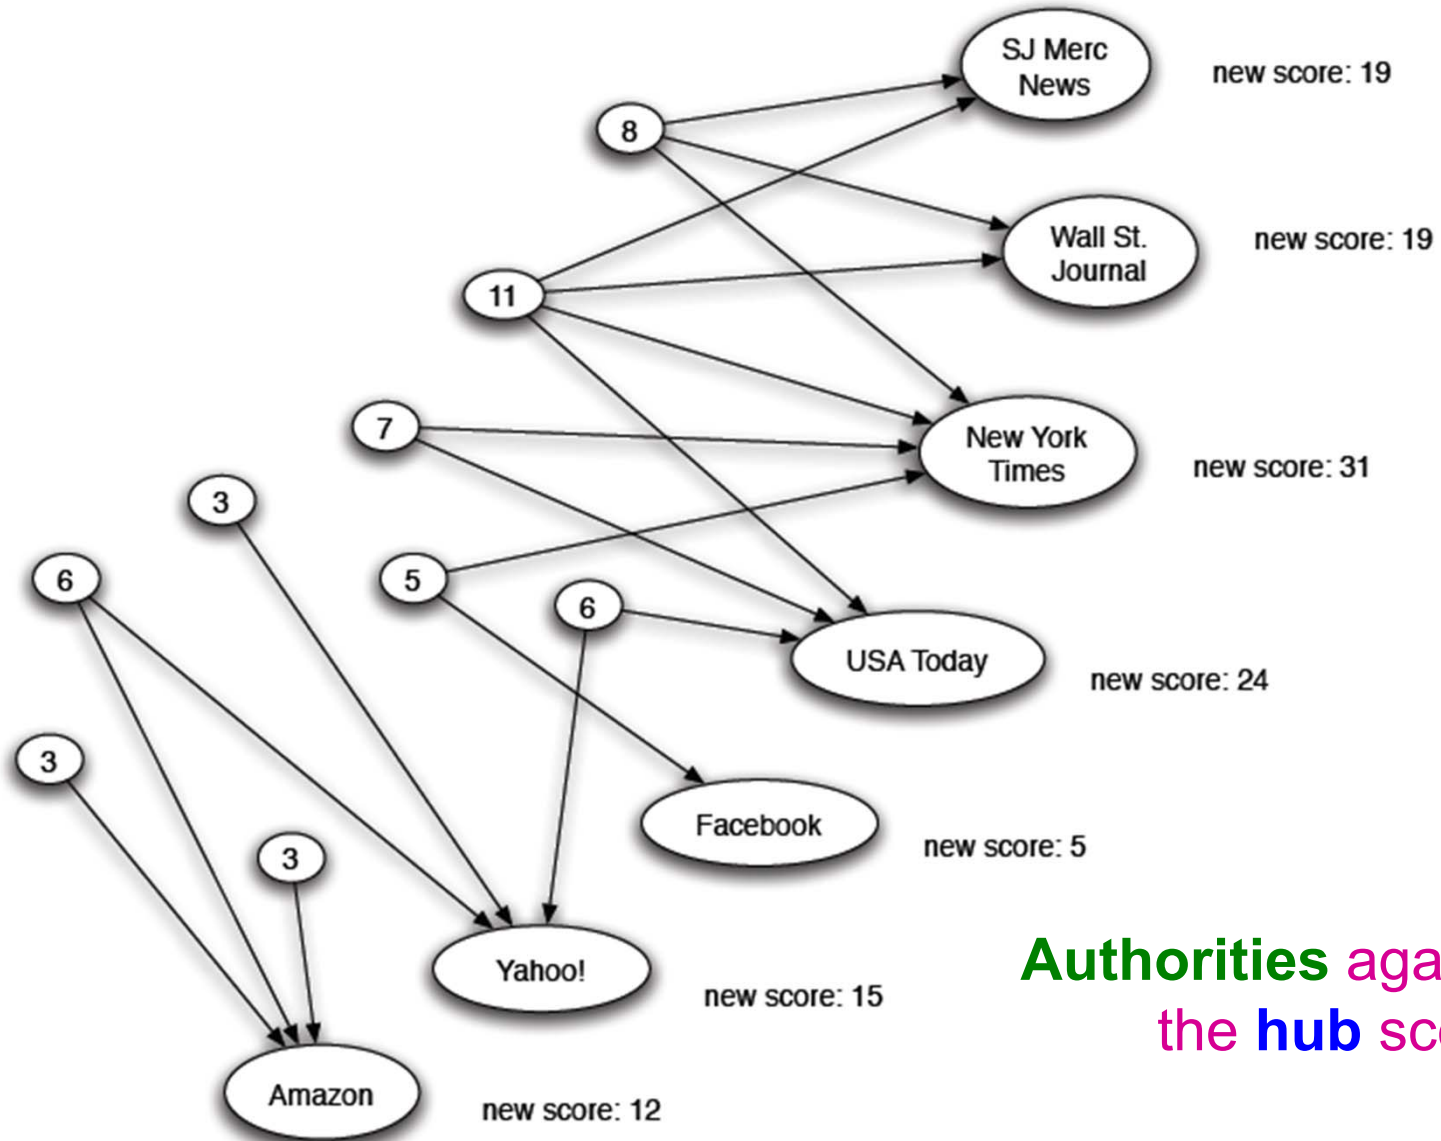 SJ Merc
News
new score: 19
8
Wall St.
Journal
new score: 19
11
7
New York
Times
new score: 31
3
6
5
6
USA Today
new score: 24
3
Facebook
new score: 5
3
Yahoo!
new score: 15
Authorities
the hub
Amazon
new score: 12